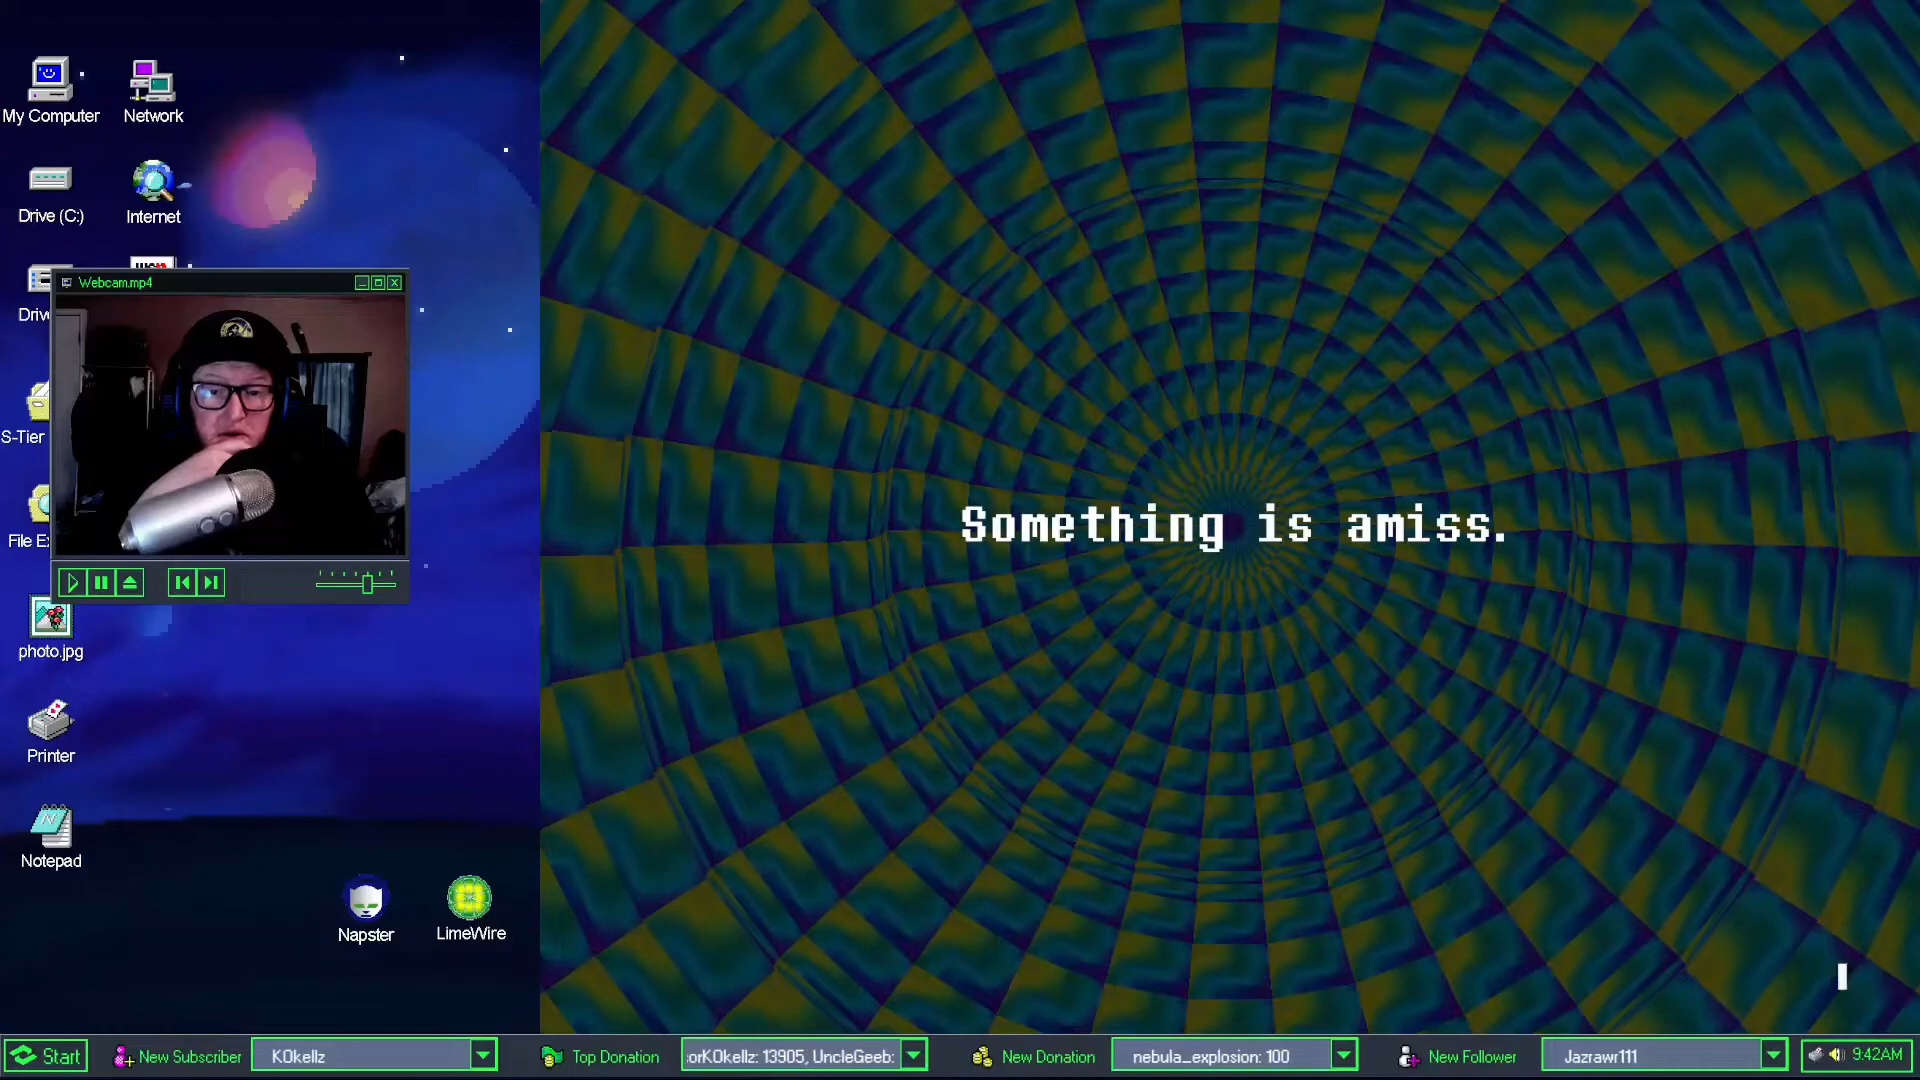 My Computer
Network
Drive (C:)
Internet
Webcam.mp4
S-Tier
photo.jpg
Printer
Notepad
Napster
LimeWire
Something is amiss.
Start
New Subscriber
K0kellz
Top Donation
orK0kellz: 13905, UncleGeeb:
New Donation
nebula_explosion: 100
New Follower
Jazrawr111
9:42AM